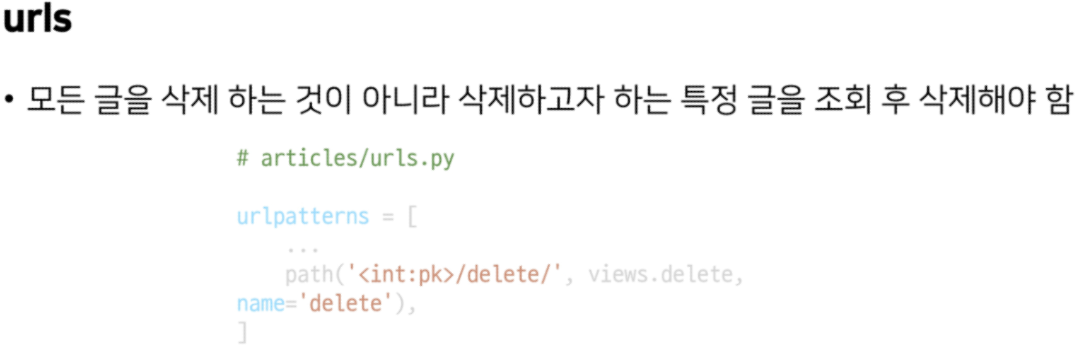 urls
• 모든 글을 삭제 하는 것이 아니라 삭제하고자 하는 특정 글을 조회 후 삭제해야 함
# articles/urls.py
urlpatterns = [
...
path('<int:pk>/delete/', views.delete,
name='delete'),
]